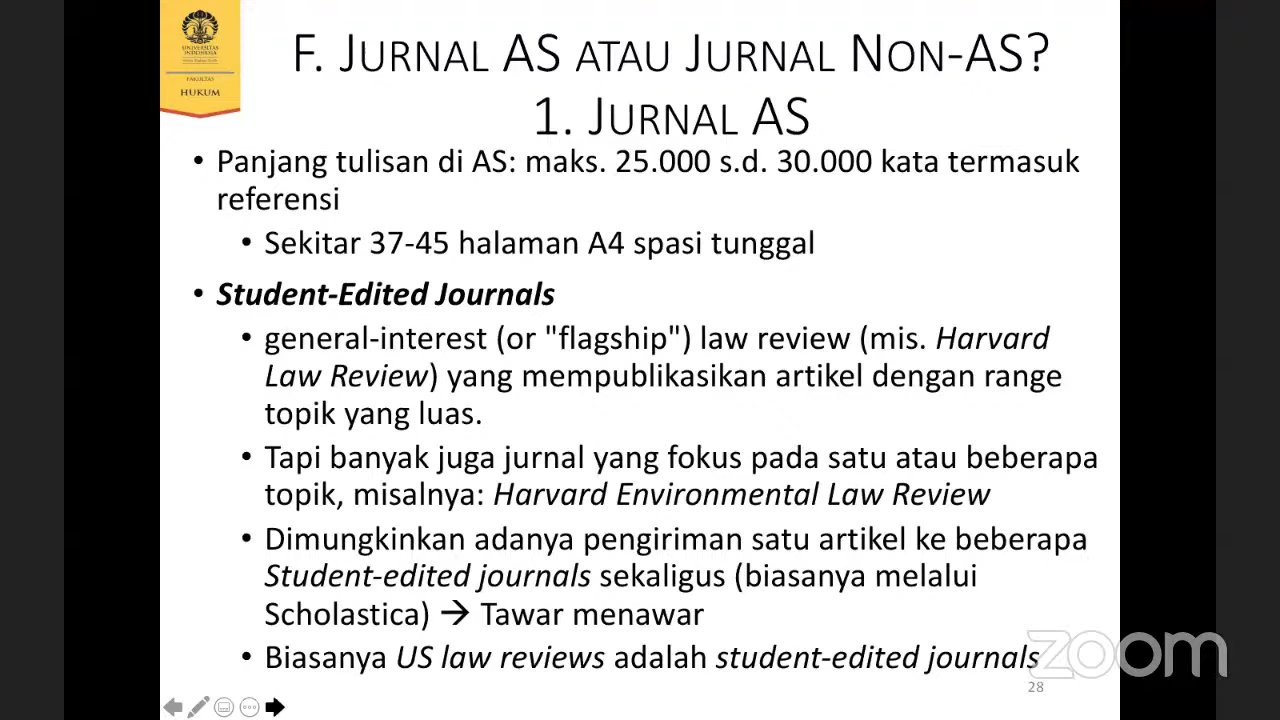 UNIVERSITAS
INDONESIA
FAKULTAS
HUKUM
F. JURNAL AS ATAU JURNAL NON-AS?
1. JURNAL AS
• Panjang tulisan di AS: maks. 25.000 s.d. 30.000 kata termasuk
referensi
• Sekitar 37-45 halaman A4 spasi tunggal
• Student-Edited Journals
• general-interest (or "flagship") law review (mis. Harvard
Law Review) yang mempublikasikan artikel dengan range
topik yang luas.
• Tapi banyak juga jurnal yang fokus pada satu atau beberapa
topik, misalnya: Harvard Environmental Law Review
• Dimungkinkan adanya pengiriman satu artikel ke beberapa
Student-edited journals sekaligus (biasanya melalui
Scholastica) → Tawar menawar
• Biasanya US law reviews adalah student-edited journals
zoom
28